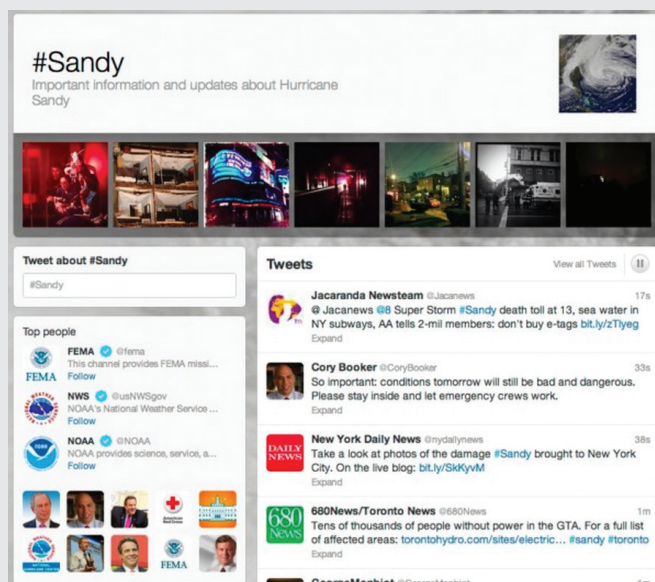 #Sandy
Important information and updates about Hurricane
Sandy
Tweet about #Sandy
#Sandy
Top people
FEMA @fema
This channel provides FEMA missi...
Follow
FEMA
NWS @usNWSgov
NOAA's National Weather Service ...
Follow
NOAA @NOAA
NOAA provides science, service, a...
Follow
American
Red Cross
FEMA
Tweets
View all Tweets
Jacaranda Newsteam @Jacanews 17s
@ Jacanews @8 Super Storm #Sandy death toll at 13, sea water in
NY subways, AA tells 2-mil members: don't buy e-tags bit.ly/zTlyeg
Expand
Cory Booker @CoryBooker 33s
So important: conditions tomorrow will still be bad and dangerous.
Please stay inside and let emergency crews work.
Expand
DAILY
NEWS
New York Daily News @nydailynews 38s
Take a look at photos of the damage #Sandy brought to New York
City. On the live blog: bit.ly/SkKyvM
Expand
680
News
680News/Toronto News @680News 1m
Tens of thousands of people without power in the GTA. For a full list
of affected areas: torontohydro.com/sites/electric... #sandy #toronto
Expand